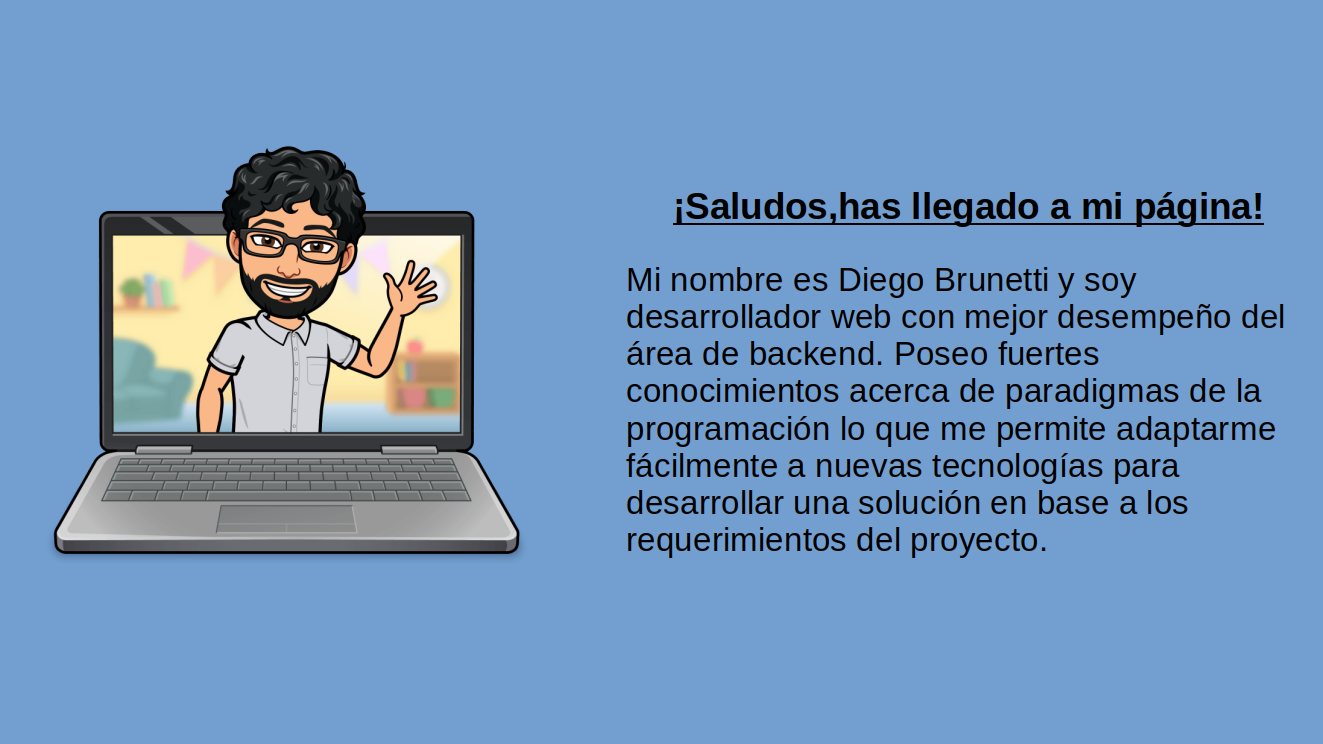 ¡Saludos,has llegado a mi página!
Mi nombre es Diego Brunetti y soy
desarrollador web con mejor desempeño del
área de backend. Poseo fuertes
conocimientos acerca de paradigmas de la
programación lo que me permite adaptarme
fácilmente a nuevas tecnologías para
desarrollar una solución en base a los
requerimientos del proyecto.